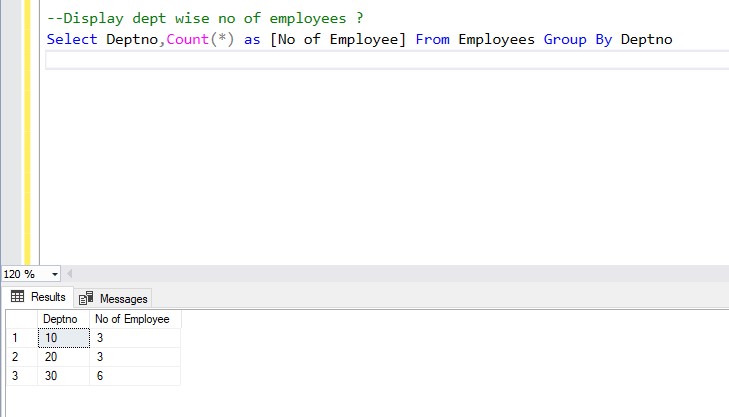 --Display dept wise no of employees ?
Select Deptno,Count(*) as [No of Employee] From Employees Group By Deptno
120 %
Results Messages
Deptno No of Employee
1 10 3
2 20 3
3 30 6